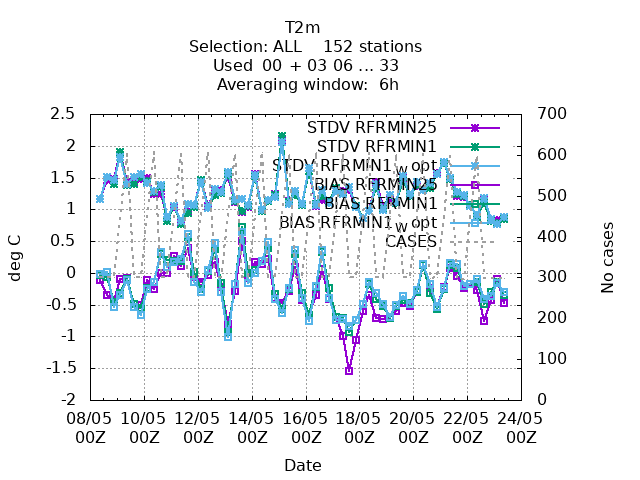 T2m
Selection: ALL    152 stations
Used  00 + 03 06 ... 33
Averaging window:  6h
2.5
2
1.5
1
0.5
0
-0.5
-1
-1.5
-2
deg C
700
600
500
400
300
200
100
0
No cases
STDV RFRMIN25
STDV RFRMIN1
STDV RFRMIN1_w opt
BIAS RFRMIN25
BIAS RFRMIN1
BIAS RFRMIN1_w opt
CASES
08/05 10/05 12/05 14/05 16/05 18/05 20/05 22/05 24/05
00Z 00Z 00Z 00Z 00Z 00Z 00Z 00Z 00Z
Date